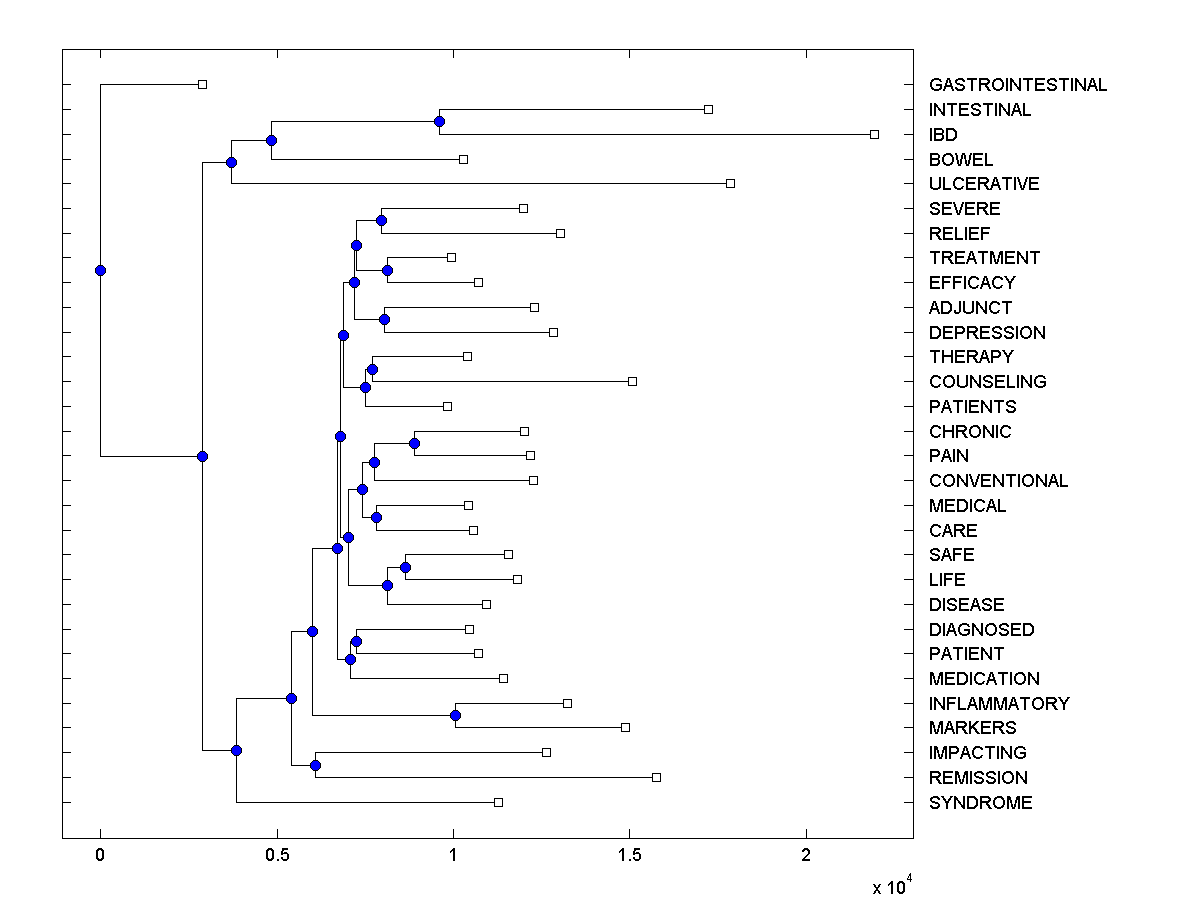 GASTROINTESTINAL
INTESTINAL
IBD
BOWEL
ULCERATIVE
SEVERE
RELIEF
TREATMENT
EFFICACY
ADJUNCT
DEPRESSION
THERAPY
COUNSELING
PATIENTS
CHRONIC
PAIN
CONVENTIONAL
MEDICAL
CARE
SAFE
LIFE
DISEASE
DIAGNOSED
PATIENT
MEDICATION
INFLAMMATORY
MARKERS
IMPACTING
REMISSION
SYNDROME
0 0.5 1 1.5 2
x 10^4